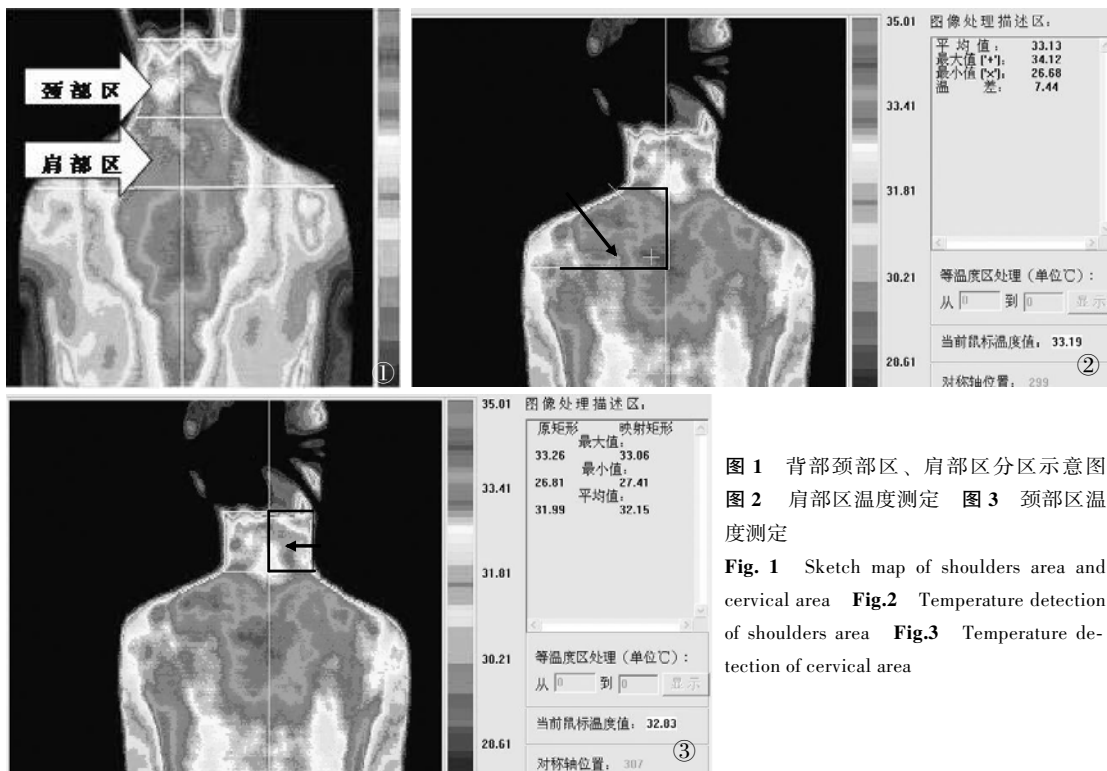 颈部区
肩部区
①
35.01
33.41
31.81
30.21
28.61
图像处理描述区:
平均值: 33.13
最大值['+']: 34.12
最小值['×']: 26.68
温差: 7.44
等温度区处理(单位℃):
从 0 到 0 显示
当前鼠标温度值: 33.19
对称轴位置: 299
②
35.01
33.41
31.81
30.21
28.61
图像处理描述区:
原矩形 映射矩形
最大值:
33.26 33.06
最小值:
26.81 27.41
平均值:
31.99 32.15
等温度区处理(单位℃):
从 0 到 0 显示
当前鼠标温度值: 32.83
对称轴位置: 307
③
图 1 背部颈部区、肩部区分区示意图
图 2 肩部区温度测定 图 3 颈部区温
度测定
Fig. 1 Sketch map of shoulders area and
cervical area Fig.2 Temperature detection
of shoulders area Fig.3 Temperature de-
tection of cervical area